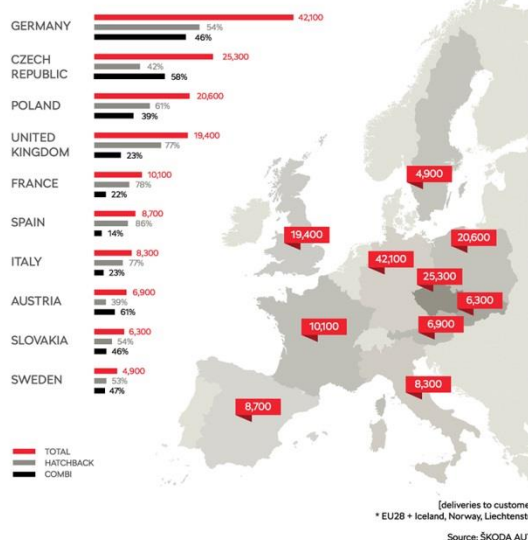 GERMANY
42,100
54%
46%
CZECH
REPUBLIC
25,300
42%
58%
POLAND
20,600
61%
39%
UNITED
KINGDOM
19,400
77%
23%
FRANCE
10,100
78%
22%
SPAIN
8,700
86%
14%
ITALY
8,300
77%
23%
AUSTRIA
6,900
39%
61%
SLOVAKIA
6,300
54%
46%
SWEDEN
4,900
53%
47%
4,900
19,400
20,600
42,100
25,300
6,300
10,100
6,900
8,300
8,700
TOTAL
HATCHBACK
COMBI
[deliveries to custome
* EU28 + Iceland, Norway, Liechtenst
Source: ŠKODA AU